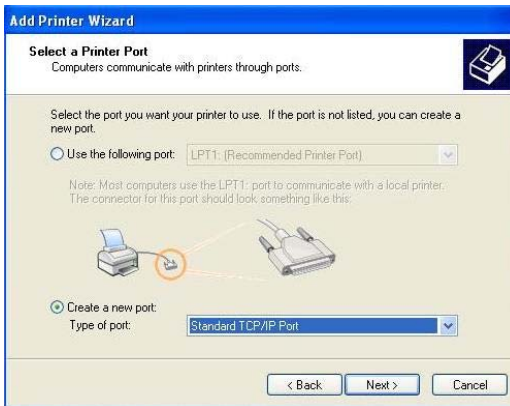 Add Printer Wizard
Select a Printer Port
Computers communicate with printers through ports.
Select the port you want your printer to use. If the port is not listed, you can create a
new port.
Use the following port:
LPT1: (Recommended Printer Port)
Note: Most computers use the LPT1: port to communicate with a local printer.
The connector for this port should look something like this:
Create a new port:
Type of port:
Standard TCP/IP Port
< Back
Next >
Cancel